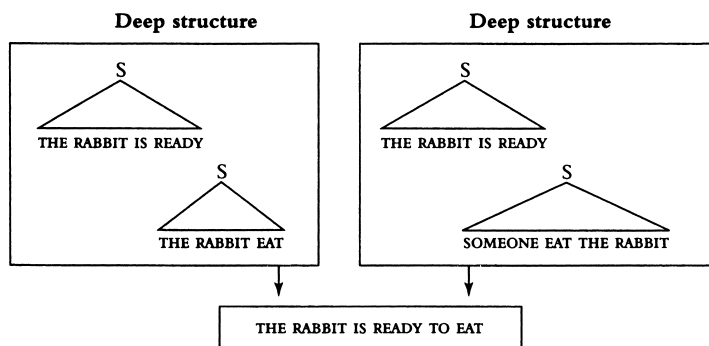 Deep structure
S
THE RABBIT IS READY
S
THE RABBIT EAT
Deep structure
S
THE RABBIT IS READY
S
SOMEONE EAT THE RABBIT
THE RABBIT IS READY TO EAT